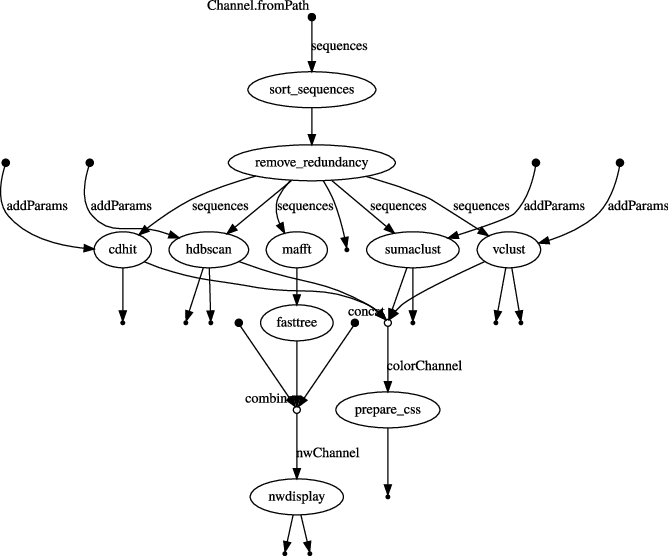 Channel.fromPath
sequences
sort_sequences
remove_redundancy
addParams
addParams
sequences
sequences
sequences
sequences
addParams
addParams
cdhit
hdbscan
mafft
sumaclust
vclust
fasttree
concat
colorChannel
combine
prepare_css
nwChannel
nwdisplay